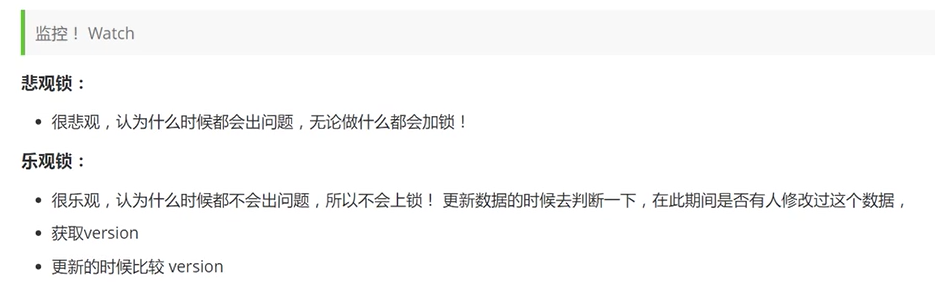 监控！ Watch
悲观锁：
很悲观，认为什么时候都会出问题，无论做什么都会加锁！
乐观锁：
很乐观，认为什么时候都不会出问题，所以不会上锁！ 更新数据的时候去判断一下，在此期间是否有人修改过这个数据，
获取version
更新的时候比较 version